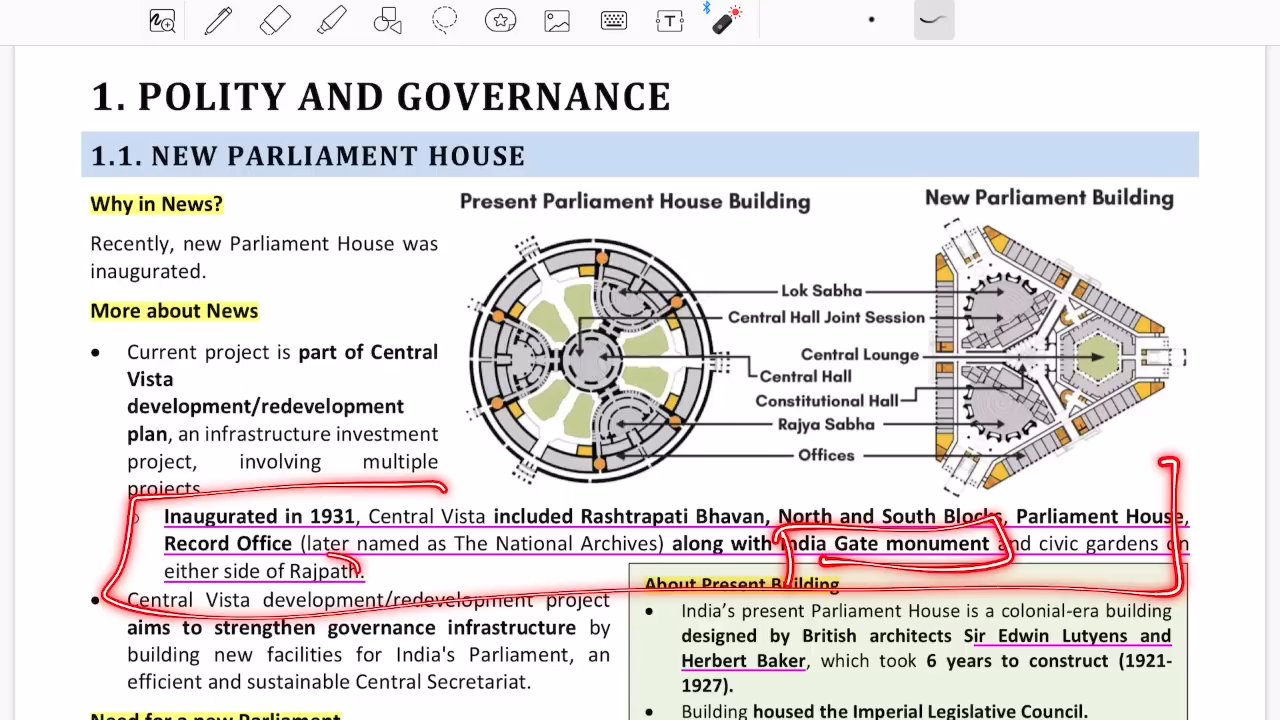 T
1. POLITY AND GOVERNANCE
1.1. NEW PARLIAMENT HOUSE
Why in News?
Recently, new Parliament House was
inaugurated.
More about News
• Current project is part of Central
Vista
development/redevelopment
plan, an infrastructure investment
project, involving multiple
projects.
Present Parliament House Building
New Parliament Building
Lok Sabha
Central Hall Joint Session
Central Lounge
Central Hall
Constitutional Hall
Rajya Sabha
Offices
o Inaugurated in 1931, Central Vista included Rashtrapati Bhavan, North and South Blocks, Parliament House,
Record Office (later named as The National Archives) along with India Gate monument and civic gardens on
either side of Rajpath.
• Central Vista development/redevelopment project
aims to strengthen governance infrastructure by
building new facilities for India's Parliament, an
efficient and sustainable Central Secretariat.
Need for a new Parliament
About Present Building
• India’s present Parliament House is a colonial-era building
designed by British architects Sir Edwin Lutyens and
Herbert Baker, which took 6 years to construct (1921-
1927).
• Building housed the Imperial Legislative Council.